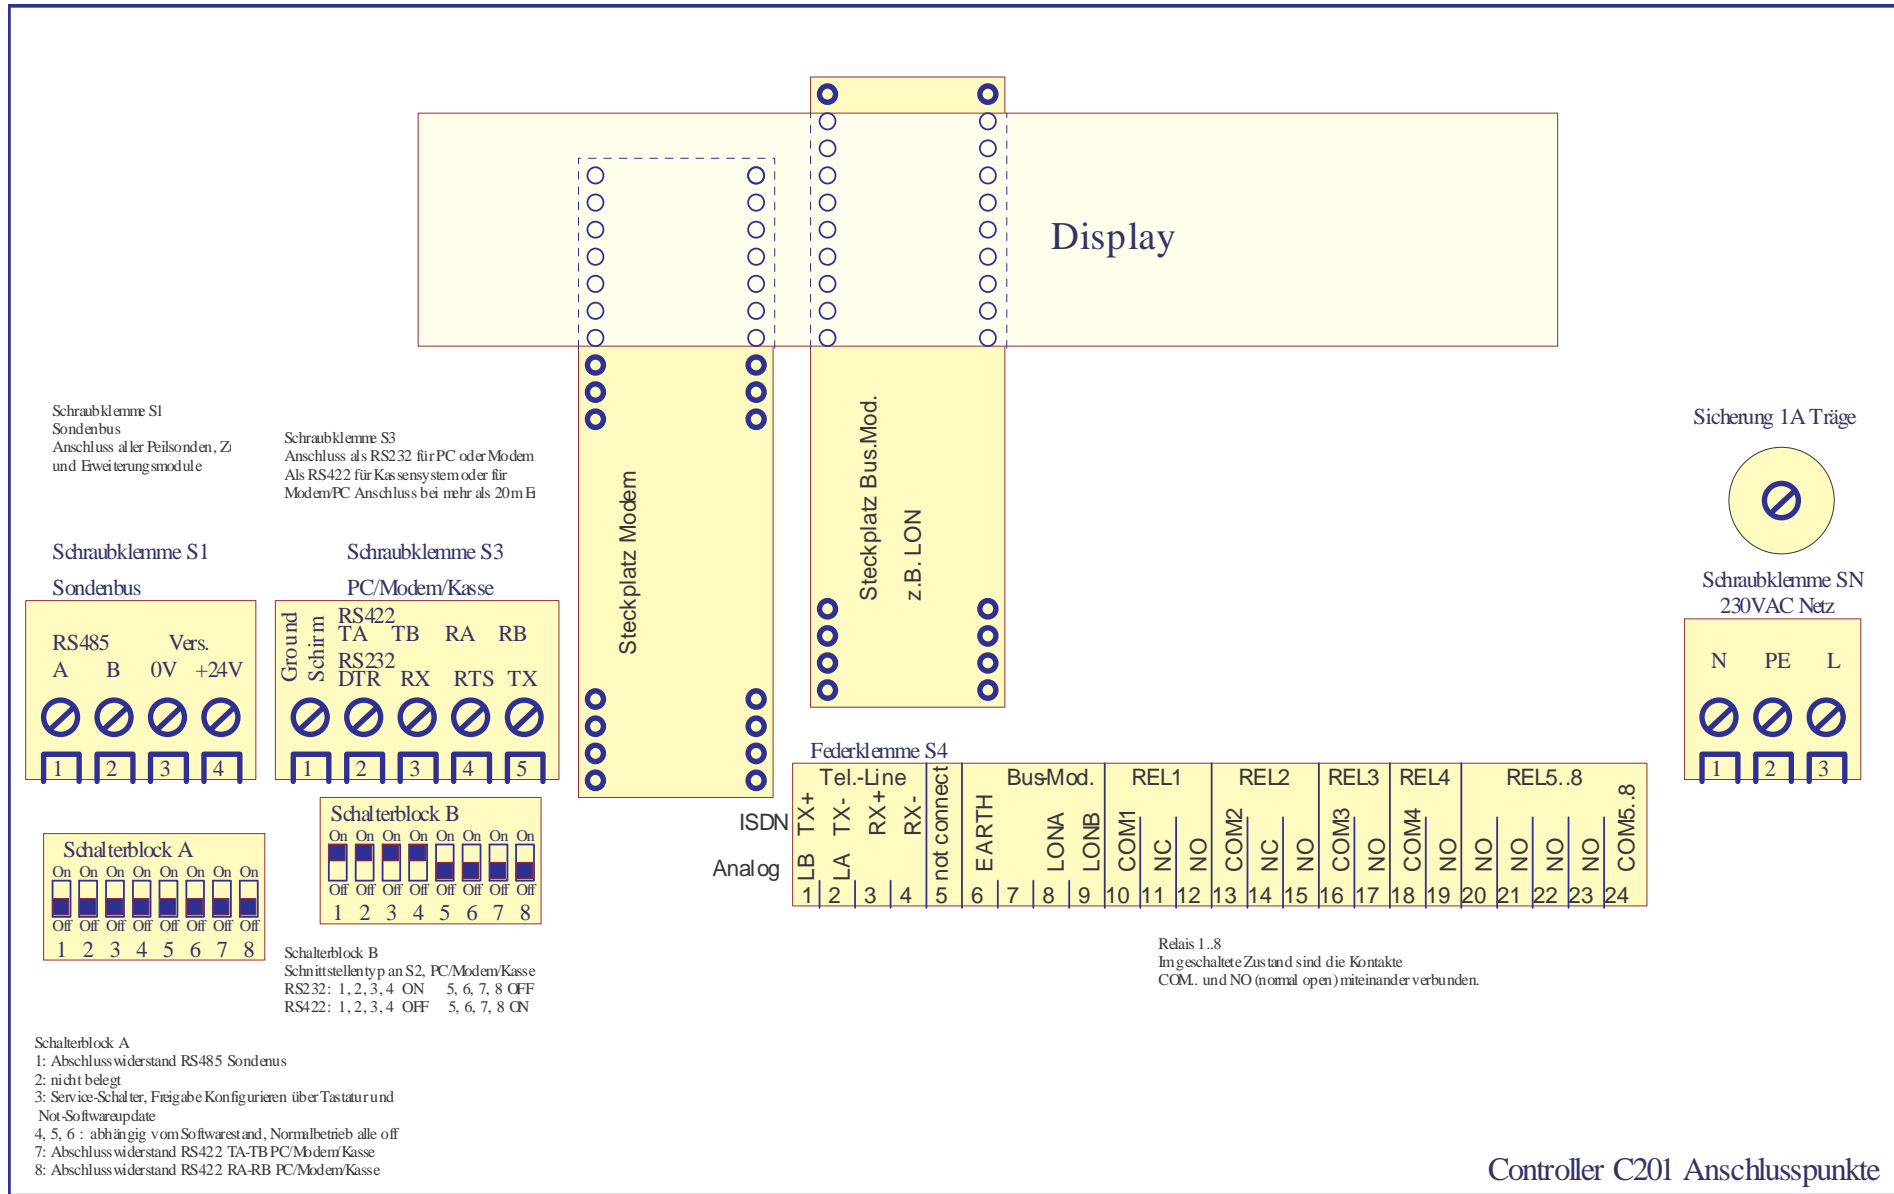 Display
Schraubklemme S1
Sondenbus
Anschluss aller Peilsonden, Z
und Erweiterungsmodule
Schraubklemme S3
Anschluss als RS232 für PC oder Modem
Als RS422 für Kassensystem oder für
Modem/PC Anschluss bei mehr als 20m E
Steckplatz Modem
Steckplatz Bus.Mod.
z.B. LON
Sicherung 1A Träge
Schraubklemme S1
Sondenbus
RS485 Vers.
A B 0V +24V
1 2 3 4
Schraubklemme S3
PC/Modem/Kasse
Ground
Schirm
RS422
TA TB RA RB
RS232
DTR RX RTS TX
1 2 3 4 5
Schraubklemme SN
230VAC Netz
N PE L
1 2 3
Federklemme S4
Tel.-Line Bus-Mod. REL1 REL2 REL3 REL4 REL5..8
ISDN TX+ TX- RX+ RX- not connect EARTH LONA LONB COM1 NC NO COM2 NC NO COM3 NO COM4 NO NO NO NO NO COM5..8
Analog LB LA
1 2 3 4 5 6 7 8 9 10 11 12 13 14 15 16 17 18 19 20 21 22 23 24
Schalterblock A
On On On On On On On On
Off Off Off Off Off Off Off Off
1 2 3 4 5 6 7 8
Schalterblock B
On On On On On On On On
Off Off Off Off Off Off Off Off
1 2 3 4 5 6 7 8
Schalterblock B
Schnittstellentyp an S2, PC/Modem/Kasse
RS232: 1, 2, 3, 4 ON 5, 6, 7, 8 OFF
RS422: 1, 2, 3, 4 OFF 5, 6, 7, 8 ON
Relais 1..8
Im geschaltete Zustand sind die Kontakte
COM.. und NO (normal open) miteinander verbunden.
Schalterblock A
1: Abschlusswiderstand RS485 Sondenus
2: nicht belegt
3: Service-Schalter, Freigabe Konfigurieren über Tastatur und
Not-Softwareupdate
4, 5, 6 : abhängig vom Softwarestand, Normalbetrieb alle off
7: Abschlusswiderstand RS422 TA-TB PC/Modem/Kasse
8: Abschlusswiderstand RS422 RA-RB PC/Modem/Kasse
Controller C201 Anschlusspunkte